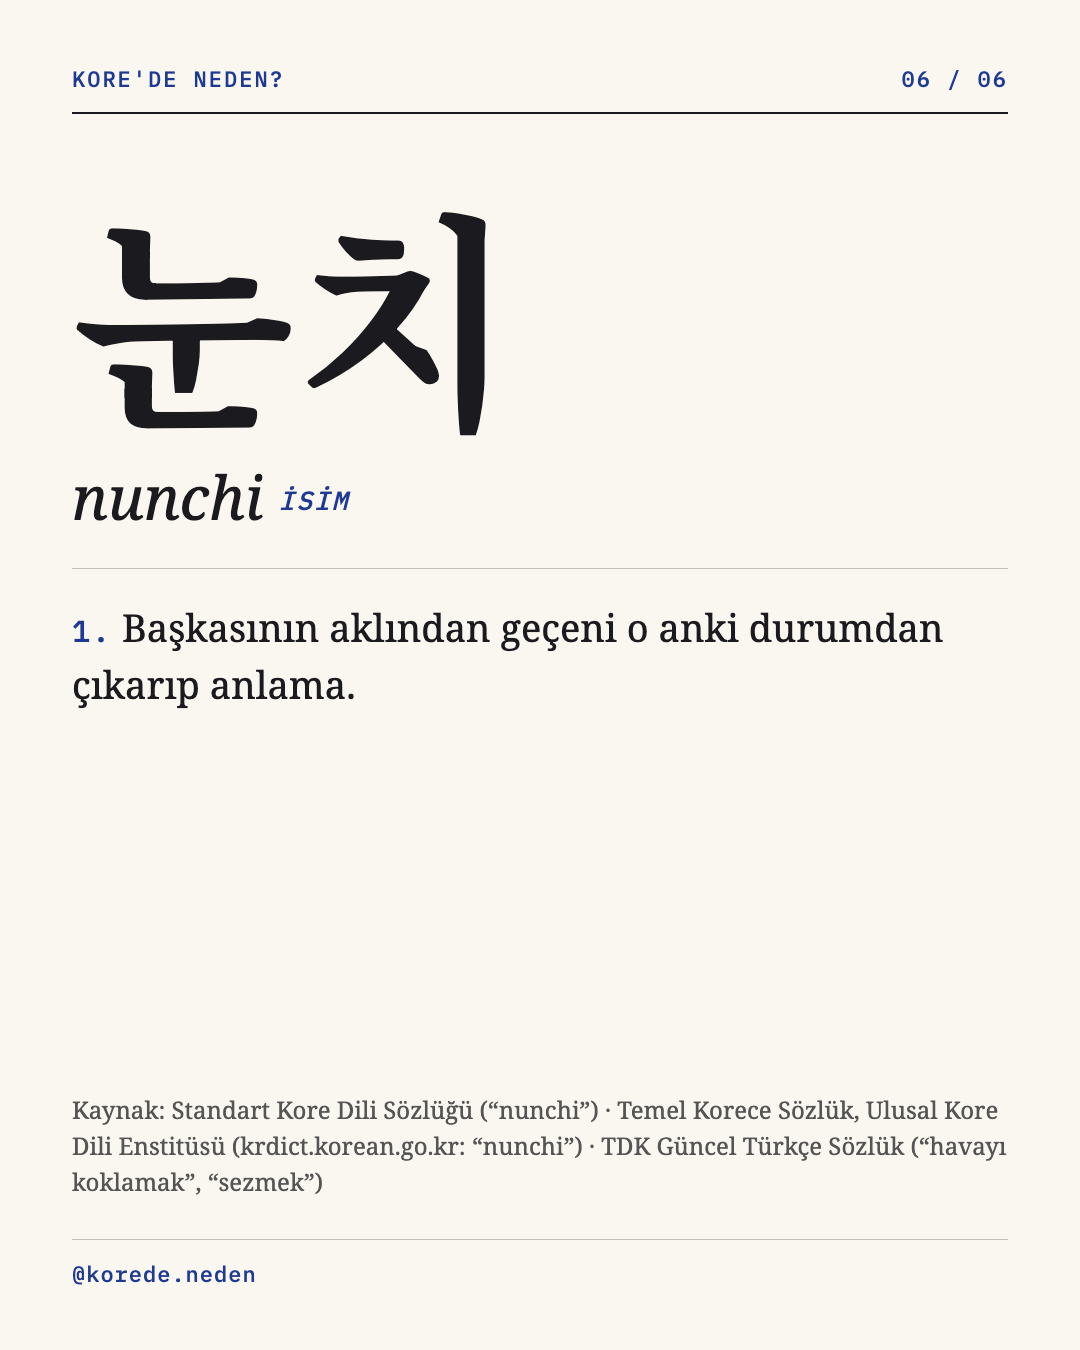 KORE'DE NEDEN?
06 / 06
눈치
nunchi İSİM
1. Başkasının aklından geçeni o anki durumdan
çıkarıp anlama.
Kaynak: Standart Kore Dili Sözlüğü (“nunchi”) · Temel Korece Sözlük, Ulusal Kore
Dili Enstitüsü (krdict.korean.go.kr: “nunchi”) · TDK Güncel Türkçe Sözlük (“havayı
koklamak”, “sezmek”)
@korede.neden